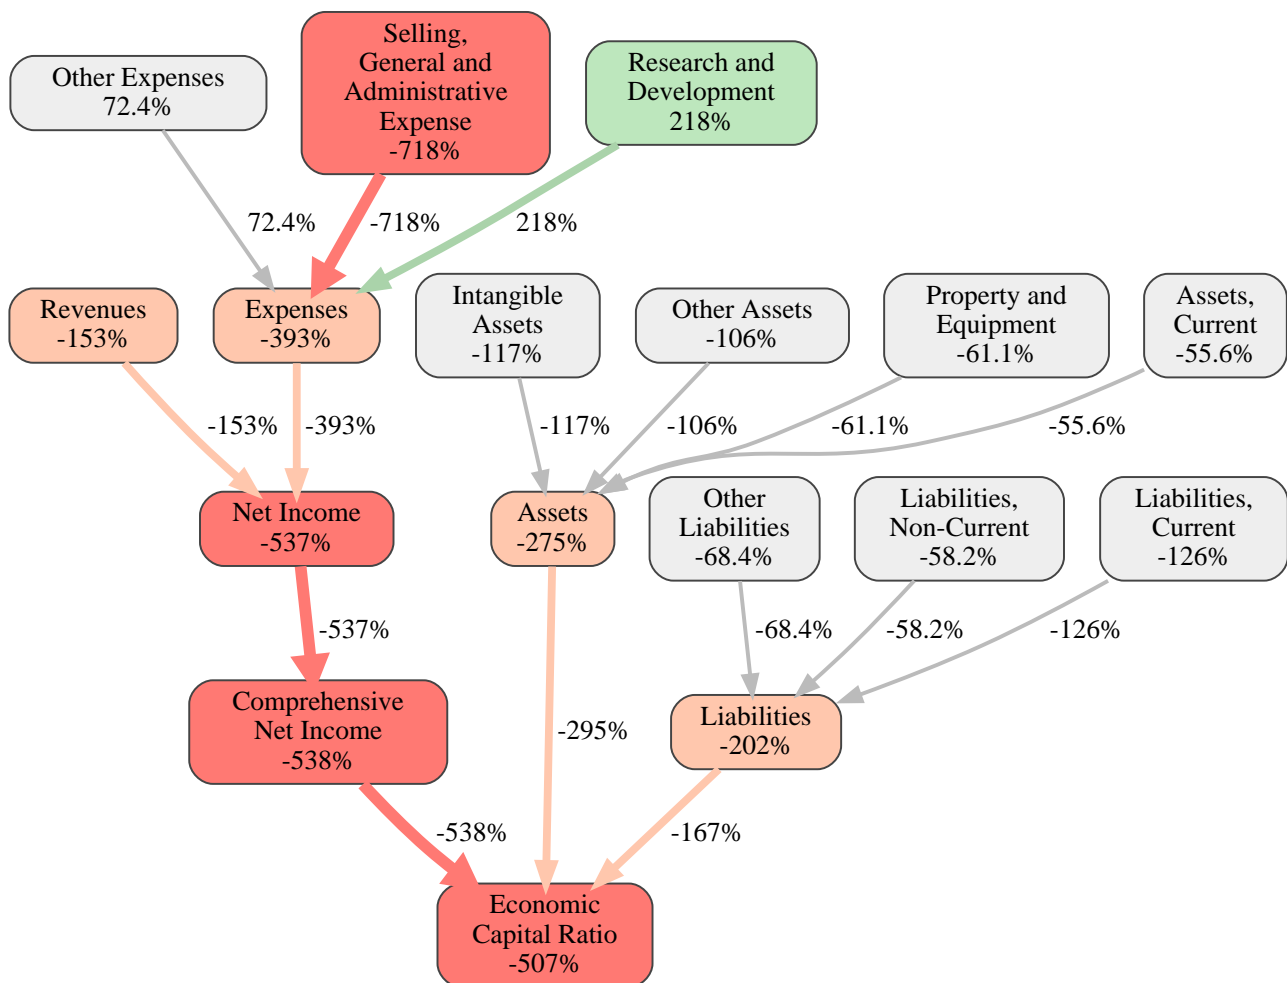 Selling,
General and
Administrative
Expense
-718%
Other Expenses
72.4%
Research and
Development
218%
72.4%
-718%
218%
Revenues
-153%
Expenses
-393%
Intangible
Assets
-117%
Other Assets
-106%
Property and
Equipment
-61.1%
Assets,
Current
-55.6%
-153%
-393%
-117%
-106%
-61.1%
-55.6%
Net Income
-537%
Assets
-275%
Other
Liabilities
-68.4%
Liabilities,
Non-Current
-58.2%
Liabilities,
Current
-126%
-537%
-68.4%
-58.2%
-126%
Comprehensive
Net Income
-538%
-295%
Liabilities
-202%
-538%
-167%
Economic
Capital Ratio
-507%